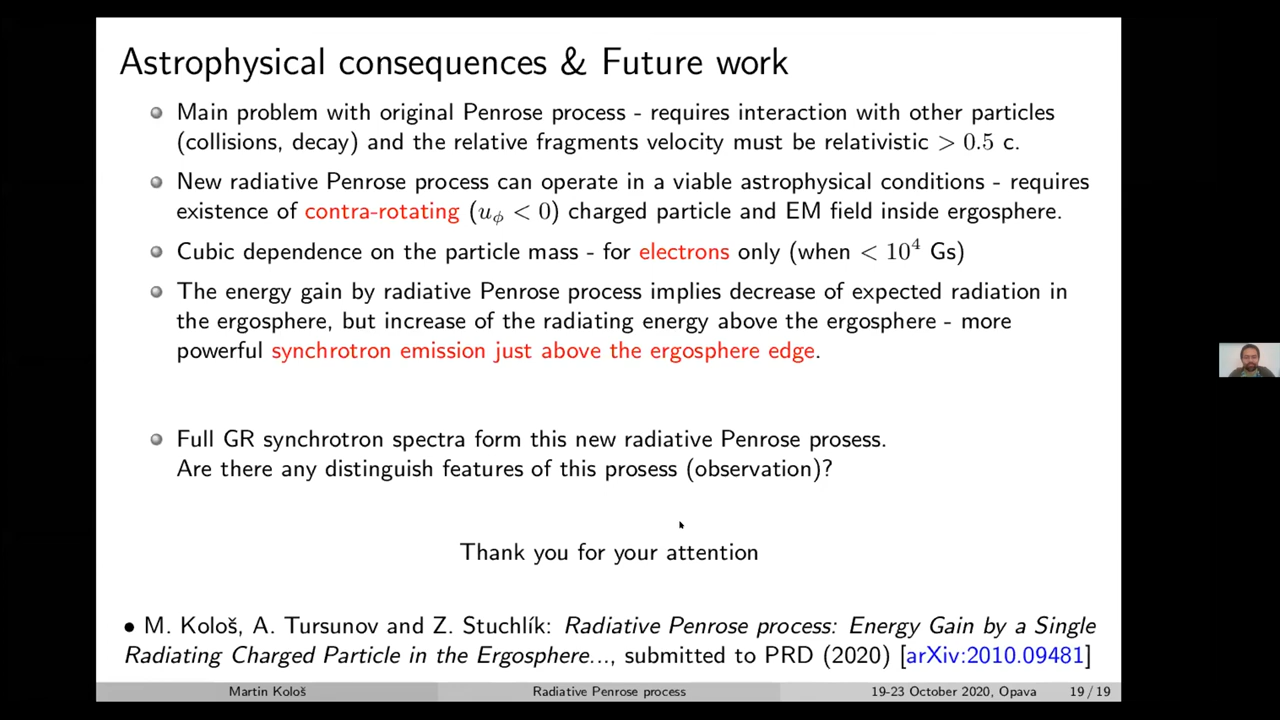 Astrophysical consequences & Future work
Main problem with original Penrose process - requires interaction with other particles
(collisions, decay) and the relative fragments velocity must be relativistic > 0.5 c.
New radiative Penrose process can operate in a viable astrophysical conditions - requires
existence of contra-rotating (u_ϕ < 0) charged particle and EM field inside ergosphere.
Cubic dependence on the particle mass - for electrons only (when < 10⁴ Gs)
The energy gain by radiative Penrose process implies decrease of expected radiation in
the ergosphere, but increase of the radiating energy above the ergosphere - more
powerful synchrotron emission just above the ergosphere edge.
Full GR synchrotron spectra form this new radiative Penrose prosess.
Are there any distinguish features of this prosess (observation)?
Thank you for your attention
• M. Kološ, A. Tursunov and Z. Stuchlík: Radiative Penrose process: Energy Gain by a Single
Radiating Charged Particle in the Ergosphere..., submitted to PRD (2020) [arXiv:2010.09481]
Martin Kološ Radiative Penrose process 19-23 October 2020, Opava 19 / 19